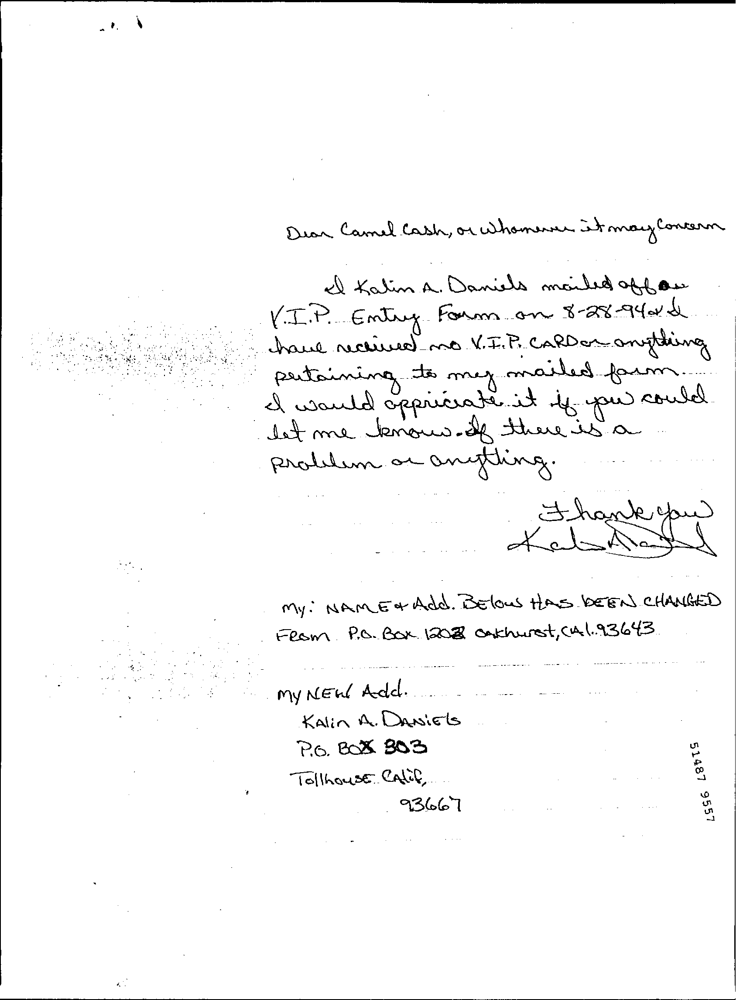 Dear Camel Cash, or whomever it may Concern
I Kalin A. Daniels mailed off an
V.I.P. Entry Form on 8-28-94 & I
have received no V.I.P. CARD or anything
pertaining to my mailed form.
I would appriciate it if you could
let me know if there is a
problem or anything.
Thank you
Kalin A. Daniels
My: NAME & Add. Below HAS BEEN CHANGED
FROM P.O. Box 1202 Oakhurst, CAl. 93643
MY NEW Add.
KAlin A. DANiEls
P.O. BOX 303
Tollhouse Calif,
93667
51487 9557